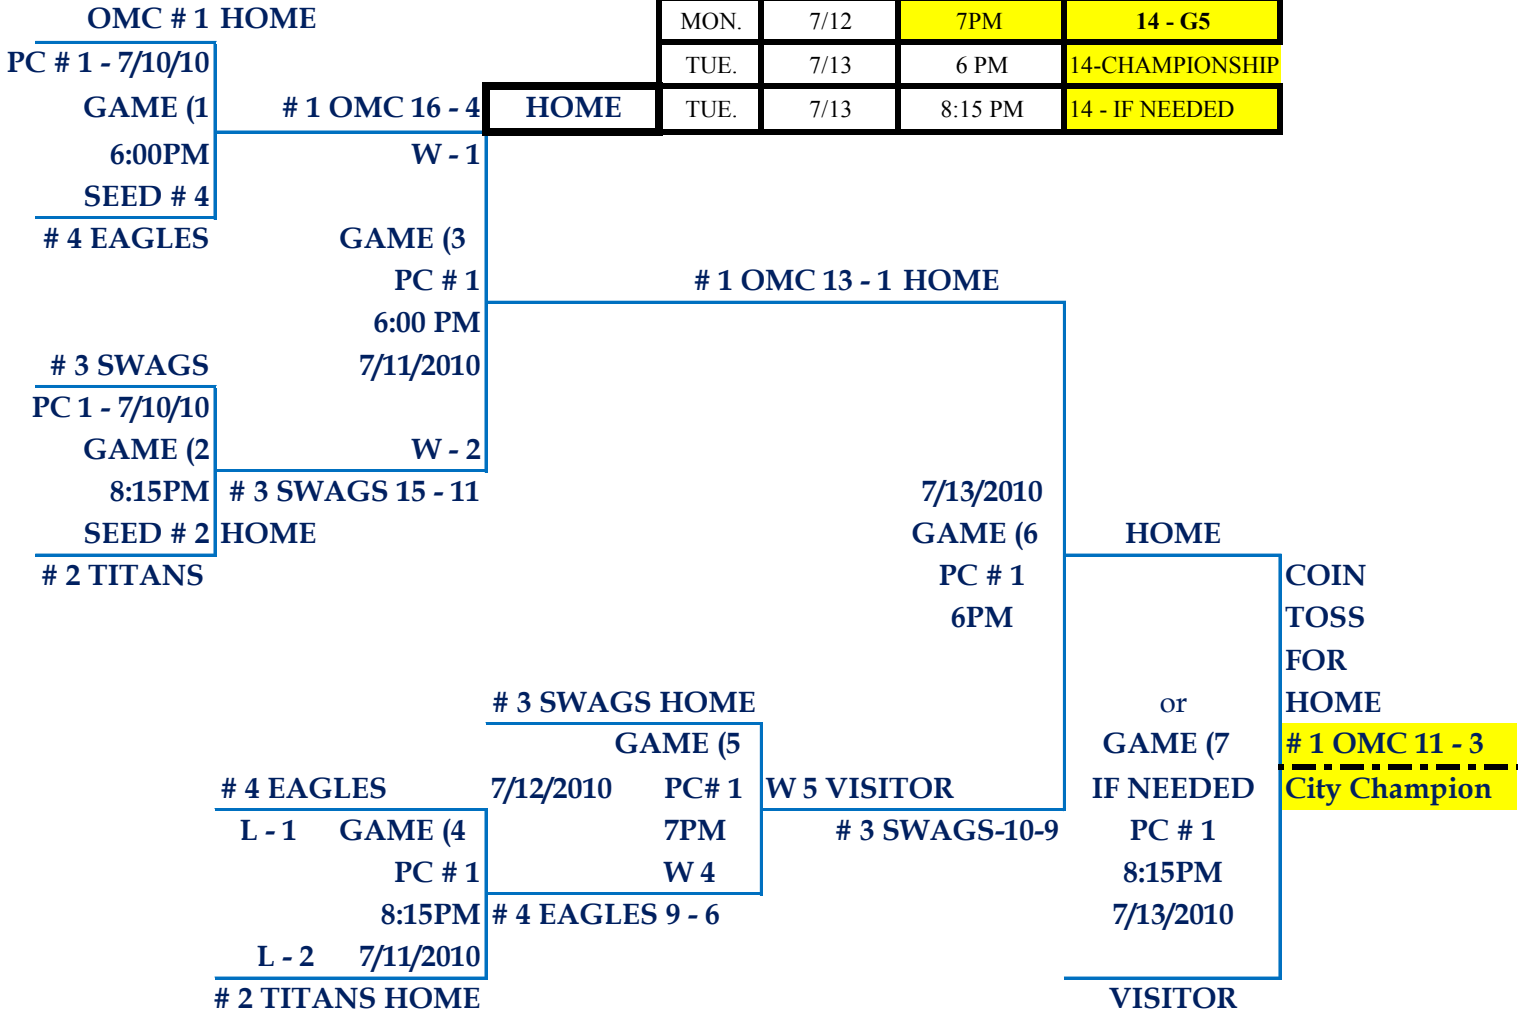 OMC # 1 HOME
MON. 7/12 7PM 14 - G5
PC # 1 - 7/10/10
TUE. 7/13 6 PM 14-CHAMPIONSHIP
GAME (1 # 1 OMC 16 - 4 HOME TUE. 7/13 8:15 PM 14 - IF NEEDED
6:00PM W - 1
SEED # 4
# 4 EAGLES GAME (3
PC # 1 # 1 OMC 13 - 1 HOME
6:00 PM
# 3 SWAGS 7/11/2010
PC 1 - 7/10/10
GAME (2 W - 2
8:15PM # 3 SWAGS 15 - 11 7/13/2010
SEED # 2 HOME GAME (6 HOME
# 2 TITANS PC # 1 COIN
6PM TOSS
FOR
# 3 SWAGS HOME or HOME
GAME (5 GAME (7 # 1 OMC 11 - 3
# 4 EAGLES 7/12/2010 PC# 1 W 5 VISITOR IF NEEDED City Champion
L - 1 GAME (4 7PM # 3 SWAGS-10-9 PC # 1
PC # 1 W 4 8:15PM
8:15PM # 4 EAGLES 9 - 6 7/13/2010
L - 2 7/11/2010
# 2 TITANS HOME VISITOR